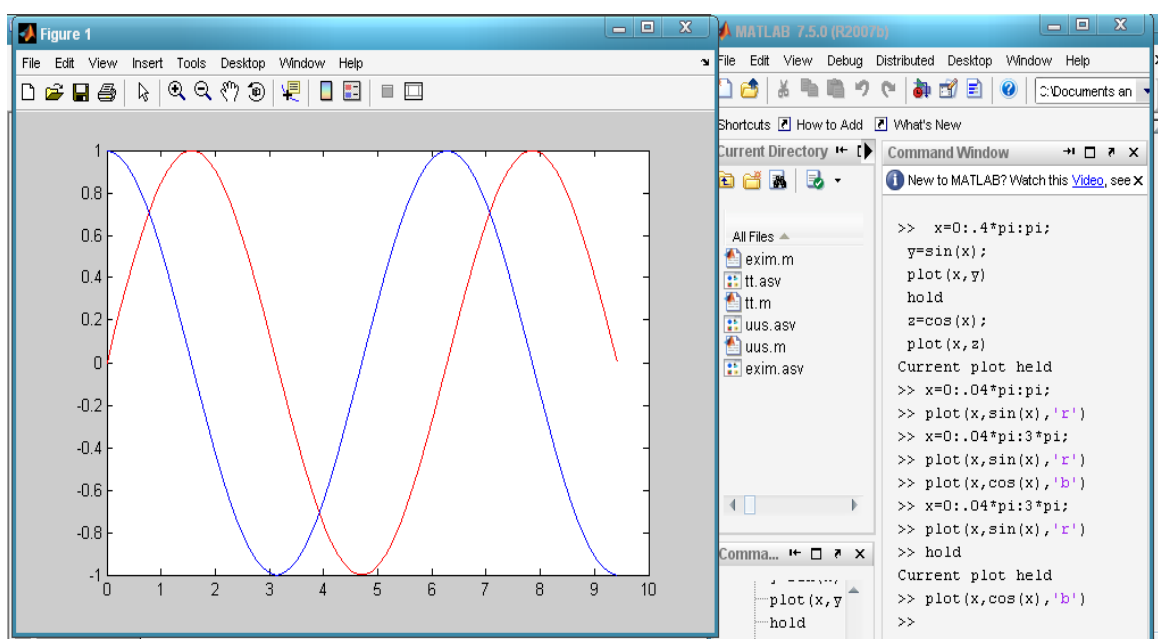 Figure 1
File Edit View Insert Tools Desktop Window Help
1
0.8
0.6
0.4
0.2
0
-0.2
-0.4
-0.6
-0.8
-1
0 1 2 3 4 5 6 7 8 9 10
MATLAB 7.5.0 (R2007b)
File Edit View Debug Distributed Desktop Window Help
C:\Documents an
Shortcuts How to Add What's New
Current Directory
All Files
exim.m
tt.asv
tt.m
uus.asv
uus.m
exim.asv
Comma...
plot(x,y
hold
Command Window
New to MATLAB? Watch this Video, see
>> x=0:.4*pi:pi;
y=sin(x);
plot(x,y)
hold
z=cos(x);
plot(x,z)
Current plot held
>> x=0:.04*pi:pi;
>> plot(x,sin(x),'r')
>> x=0:.04*pi:3*pi;
>> plot(x,sin(x),'r')
>> plot(x,cos(x),'b')
>> x=0:.04*pi:3*pi;
>> plot(x,sin(x),'r')
>> hold
Current plot held
>> plot(x,cos(x),'b')
>>